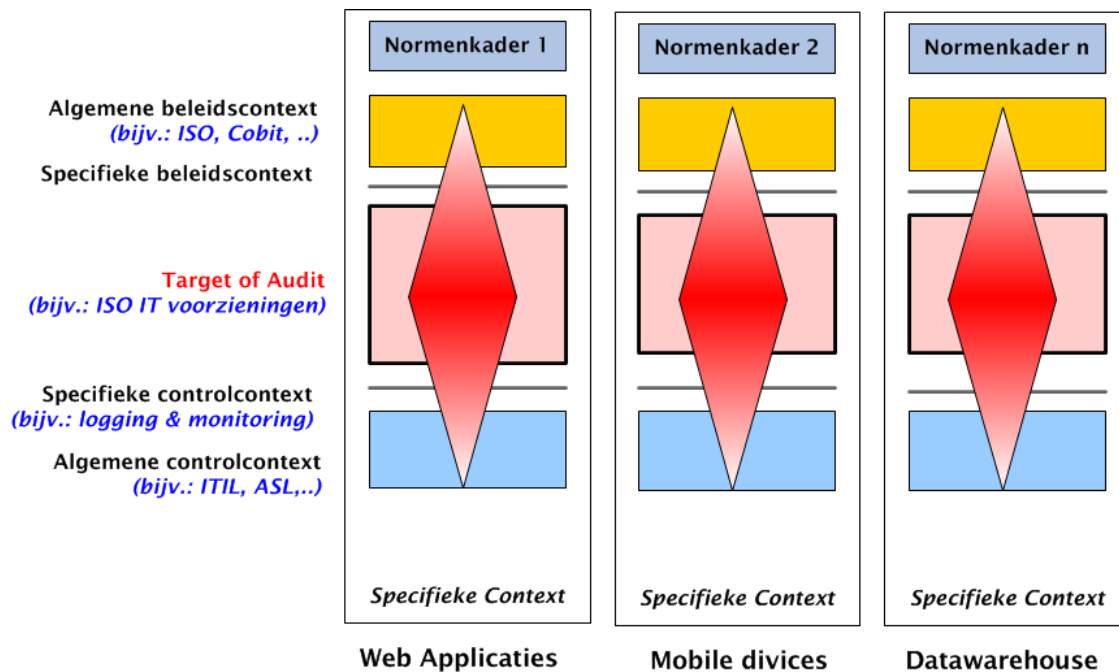 Normenkader 1
Normenkader 2
Normenkader n
Algemene beleidscontext
(bijv.: ISO, Cobit, ..)
Specifieke beleidscontext
Target of Audit
(bijv.: ISO IT voorzieningen)
Specifieke controlcontext
(bijv.: logging & monitoring)
Algemene controlcontext
(bijv.: ITIL, ASL,..)
Specifieke Context
Specifieke Context
Specifieke Context
Web Applicaties
Mobile divices
Datawarehouse